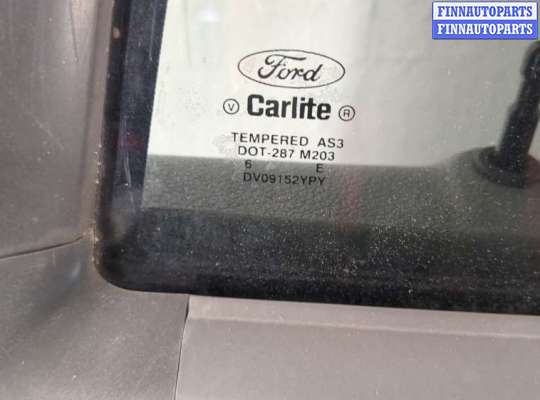 FINNAUTOPARTS
FINNAUTOPARTS
Ford
V Carlite R
TEMPERED AS3
DOT-287 M203
6 E
DV09152YPY